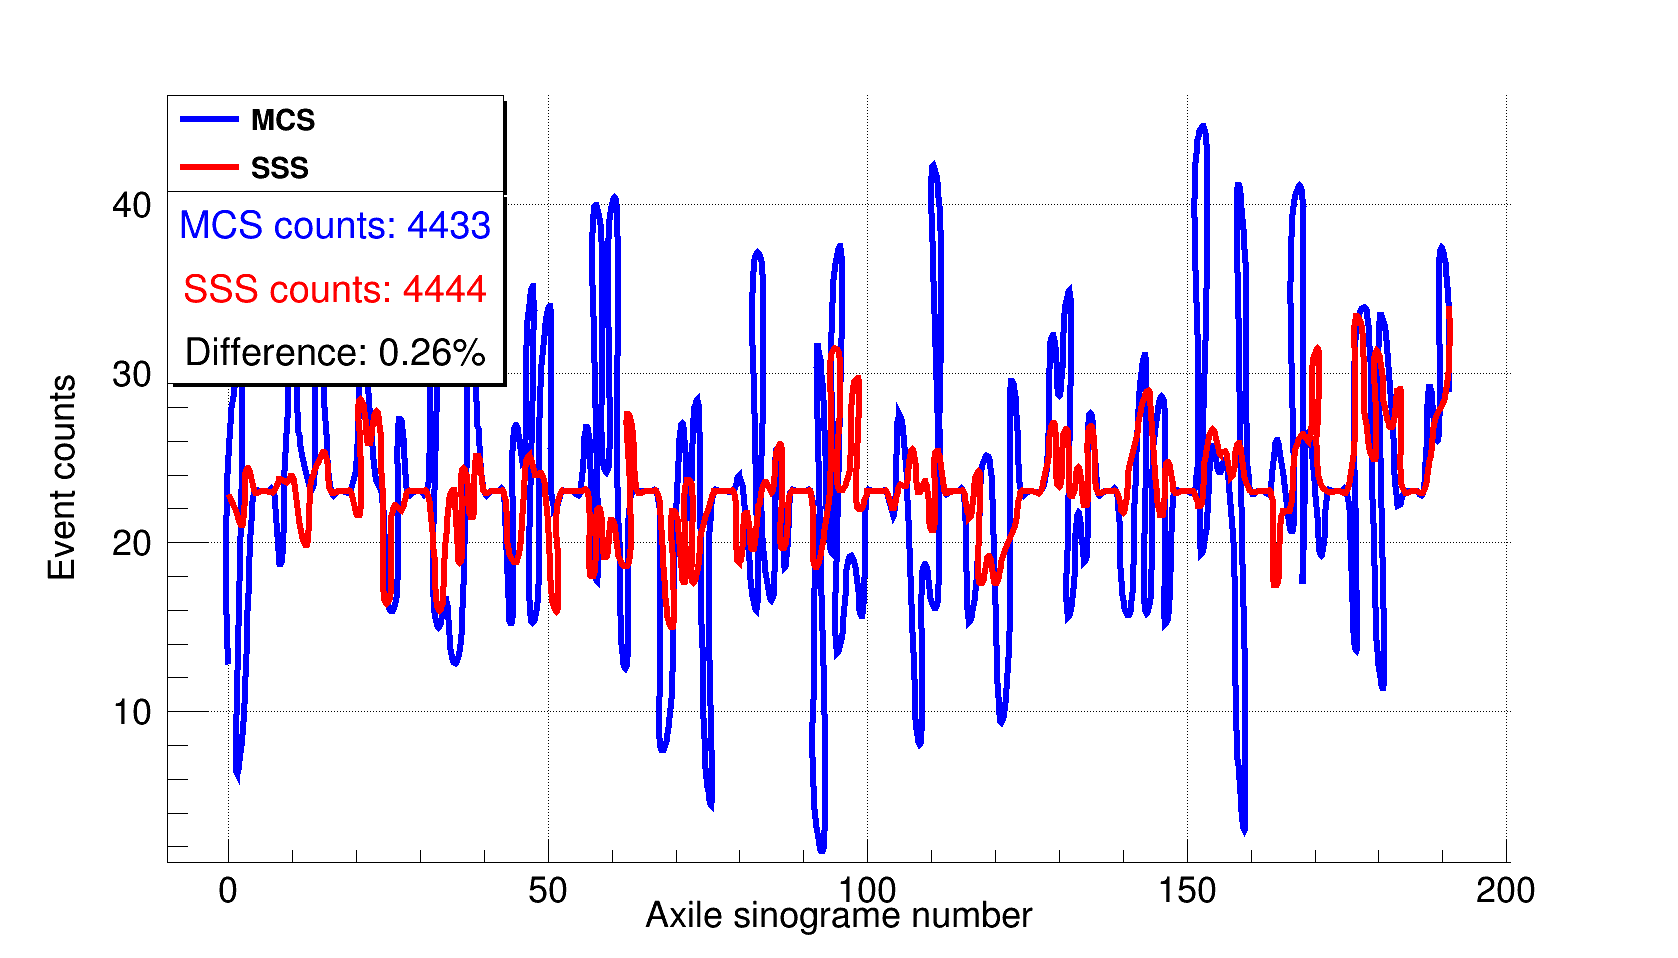 MCS
SSS
MCS counts: 4433
SSS counts: 4444
Difference: 0.26%
40
30
20
10
Event counts
0 50 100 150 200
Axile sinograme number